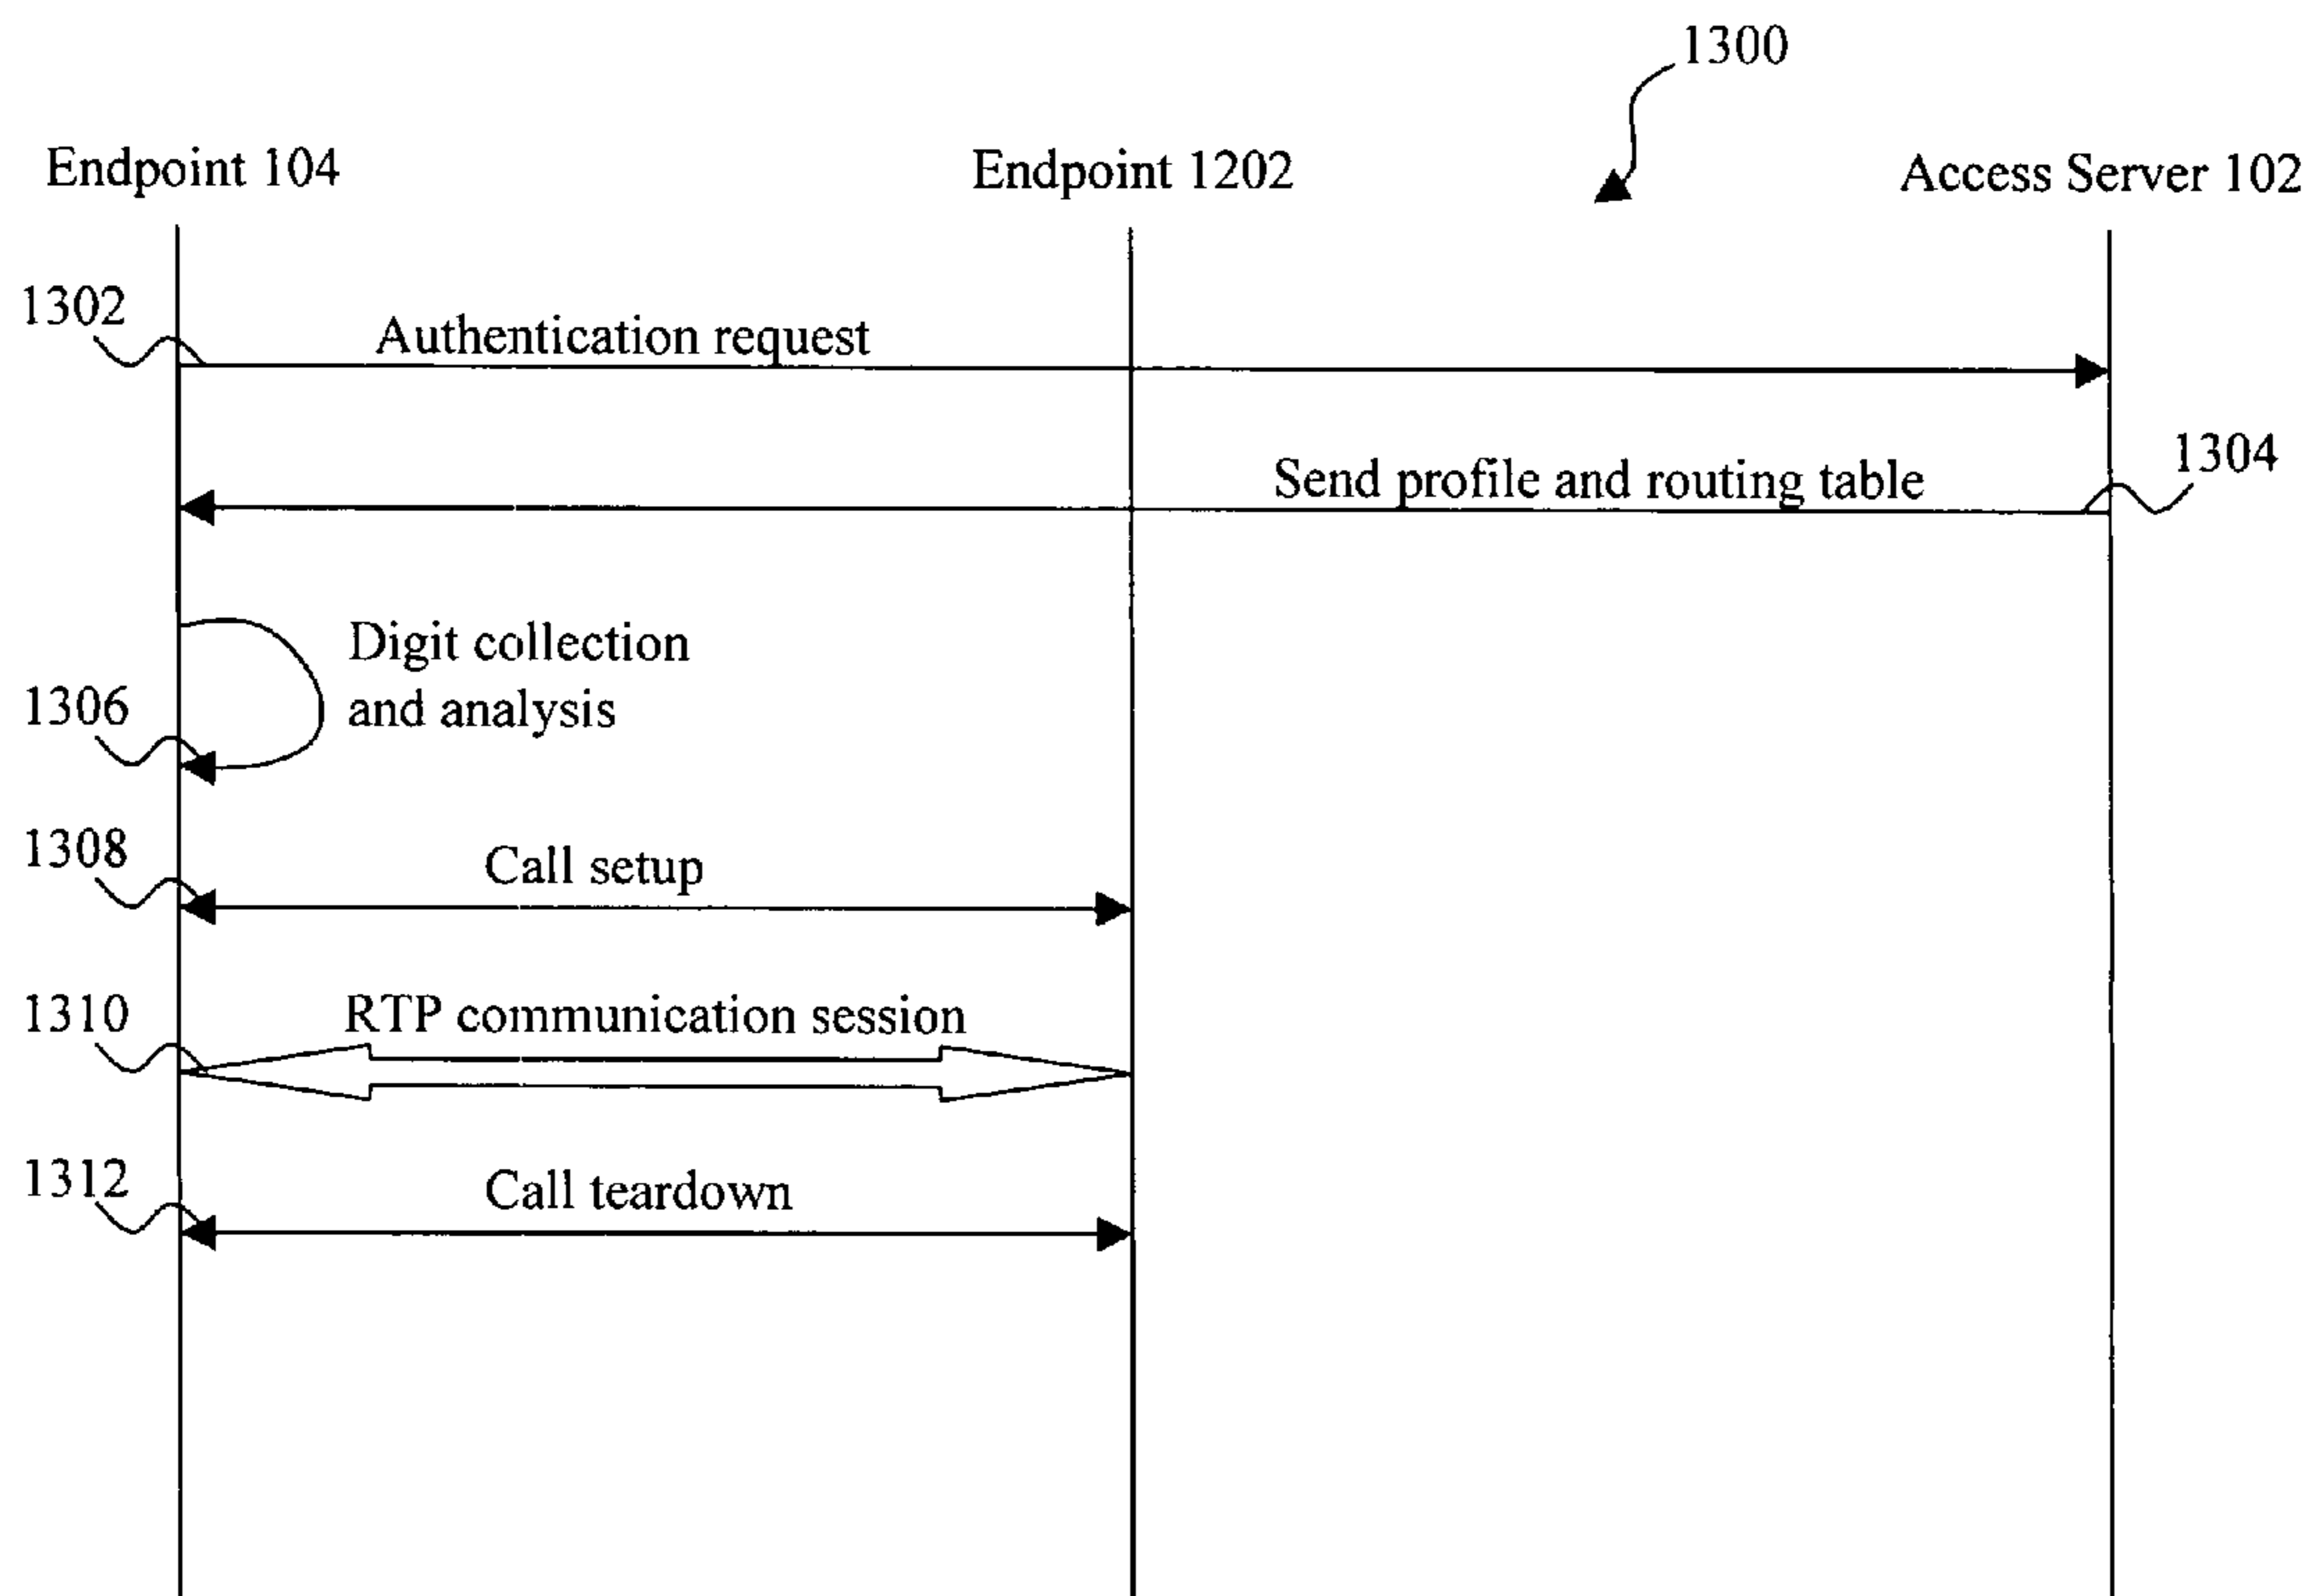 1300
Endpoint 104
Endpoint 1202
Access Server 102
1302
Authentication request
1304
Send profile and routing table
Digit collection
and analysis
1306
1308
Call setup
1310
RTP communication session
1312
Call teardown